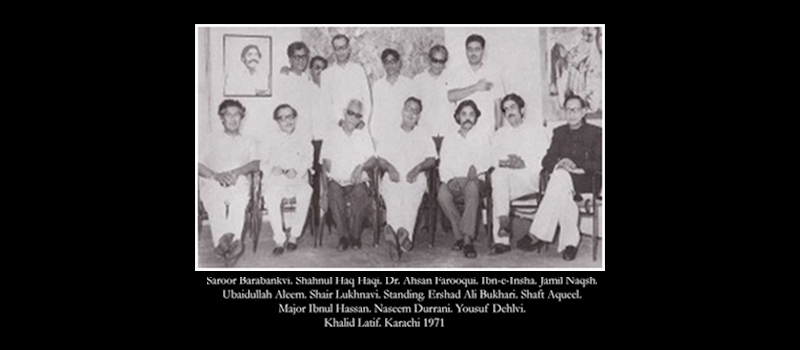 Saroor Barabankvi. Shahnul Haq Haqi. Dr. Ahsan Farooqui. Ibn-e-Insha. Jamil Naqsh.
Ubaidullah Aleem. Shair Lukhnavi. Standing. Ershad Ali Bukhari. Shaft Aqueel.
Major Ibnul Hassan. Naseem Durrani. Yousuf Dehlvi.
Khalid Latif. Karachi 1971